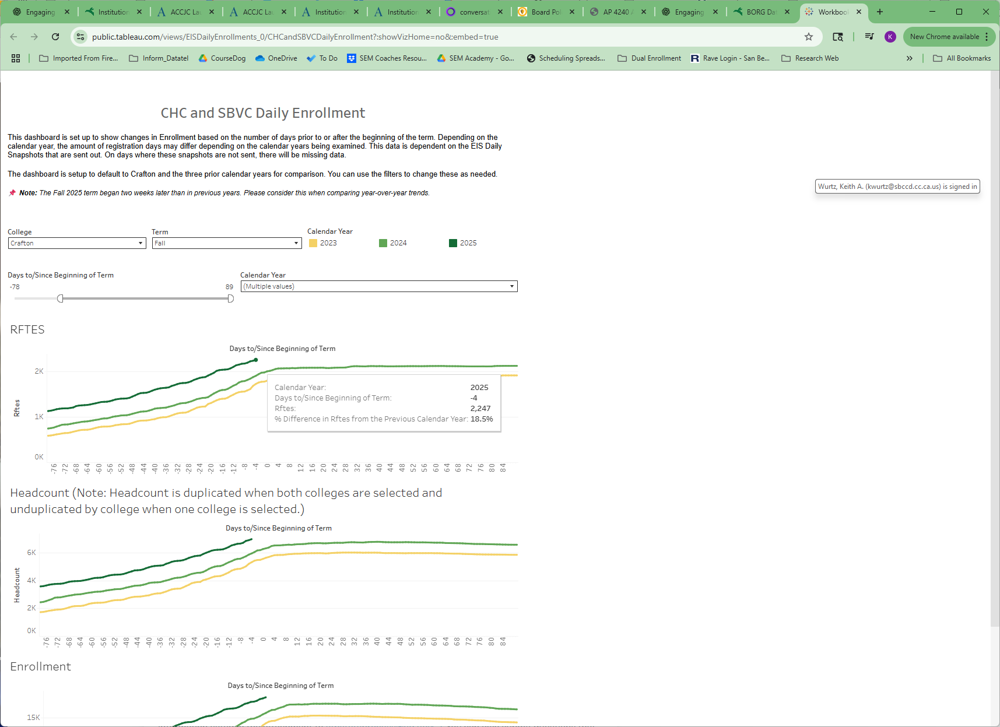 Engaging
Institution
ACCJC Lau
ACCJC Lau
Institution
Institution
conversat
Board Poli
AP 4240 A
Engaging
BORG Dat
Workbook
public.tableau.com/views/EISDailyEnrollments_0/CHCandSBVCDailyEnrollment?:showVizHome=no&:embed=true
K
New Chrome available
Imported From Fire...
Inform_Datatel
CourseDog
OneDrive
To Do
SEM Coaches Resou...
SEM Academy - Go...
Scheduling Spreads...
Dual Enrollment
Rave Login - San Be...
Research Web
All Bookmarks
CHC and SBVC Daily Enrollment
This dashboard is set up to show changes in Enrollment based on the number of days prior to or after the beginning of the term. Depending on the
calendar year, the amount of registration days may differ depending on the calendar years being examined. This data is dependent on the EIS Daily
Snapshots that are sent out. On days where these snapshots are not sent, there will be missing data.
The dashboard is setup to default to Crafton and the three prior calendar years for comparison. You can use the filters to change these as needed.
Note: The Fall 2025 term began two weeks later than in previous years. Please consider this when comparing year-over-year trends.
Wurtz, Keith A. (kwurtz@sbccd.cc.ca.us) is signed in
College
Crafton
Term
Fall
Calendar Year
2023
2024
2025
Days to/Since Beginning of Term
-78
89
Calendar Year
(Multiple values)
RFTES
Days to/Since Beginning of Term
2K
1K
0K
Rftes
Calendar Year: 2025
Days to/Since Beginning of Term: -4
Rftes: 2,247
% Difference in Rftes from the Previous Calendar Year: 18.5%
-76 -72 -68 -64 -60 -56 -52 -48 -44 -40 -36 -32 -28 -24 -20 -16 -12 -8 -4 0 4 8 12 16 20 24 28 32 36 40 44 48 52 56 60 64 68 72 76 80 84
Headcount (Note: Headcount is duplicated when both colleges are selected and
unduplicated by college when one college is selected.)
Days to/Since Beginning of Term
6K
4K
2K
0K
Headcount
-76 -72 -68 -64 -60 -56 -52 -48 -44 -40 -36 -32 -28 -24 -20 -16 -12 -8 -4 0 4 8 12 16 20 24 28 32 36 40 44 48 52 56 60 64 68 72 76 80 84
Enrollment
Days to/Since Beginning of Term
15K